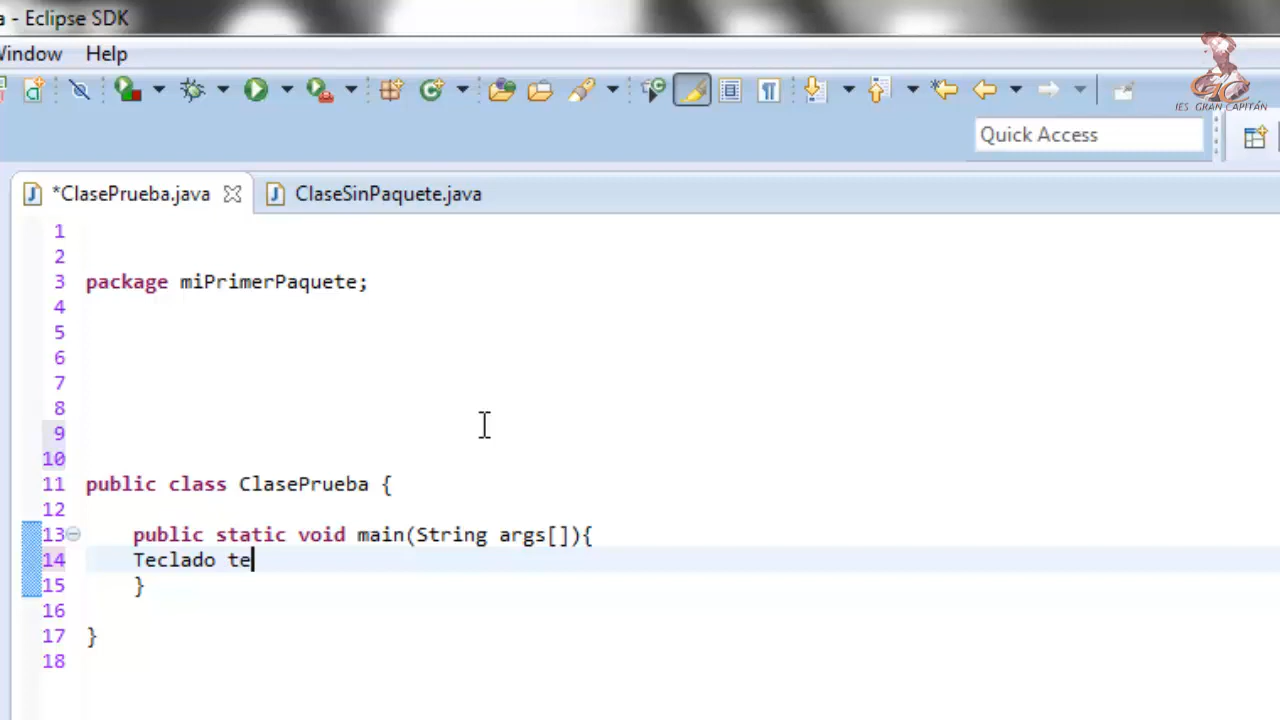 a - Eclipse SDK
Window Help
Quick Access
IES GRAN CAPITÁN
*ClasePrueba.java
ClaseSinPaquete.java
1
2
3 package miPrimerPaquete;
4
5
6
7
8
9
10
11 public class ClasePrueba {
12
13 public static void main(String args[]){
14 Teclado te
15 }
16
17 }
18